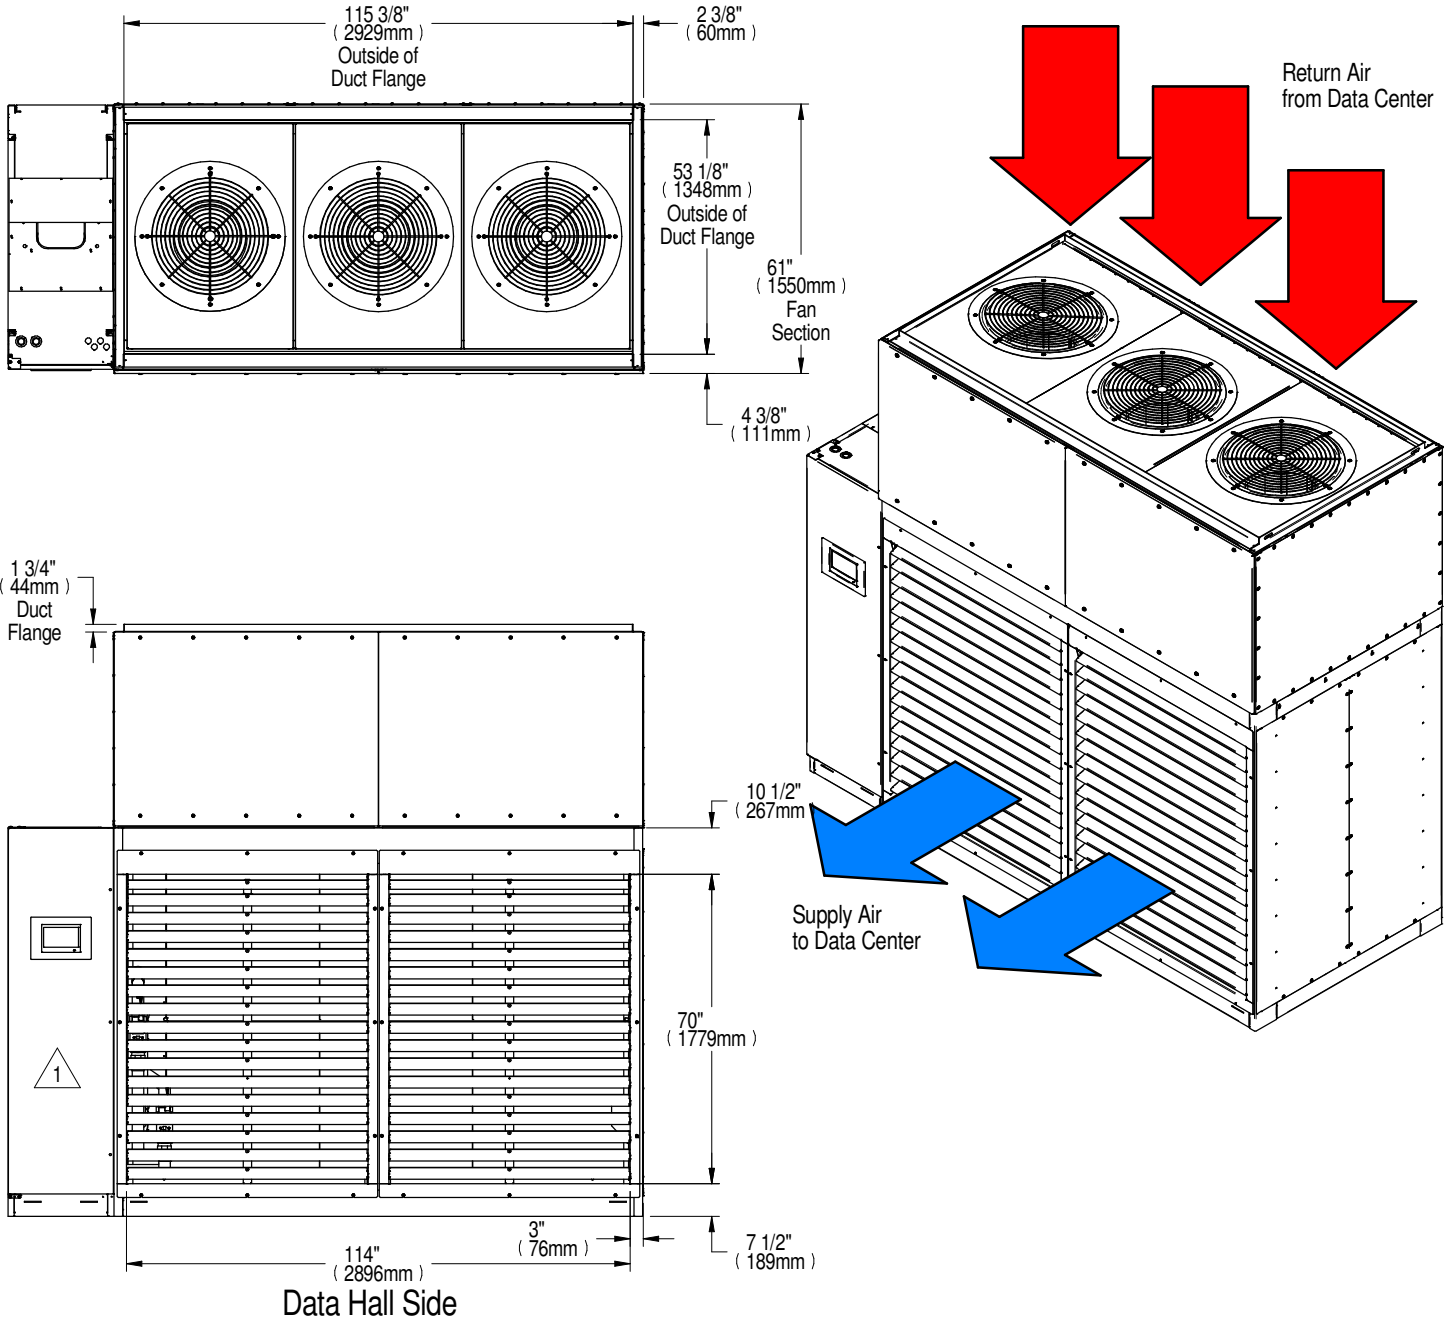 115 3/8"
( 2929mm )
Outside of
Duct Flange
2 3/8"
( 60mm )
Return Air
from Data Center
53 1/8"
( 1348mm )
Outside of
Duct Flange
61"
( 1550mm )
Fan
Section
4 3/8"
( 111mm )
1 3/4"
( 44mm )
Duct
Flange
10 1/2"
( 267mm
Supply Air
to Data Center
70"
( 1779mm )
1
3"
( 76mm )
7 1/2"
( 189mm )
114"
( 2896mm )
Data Hall Side